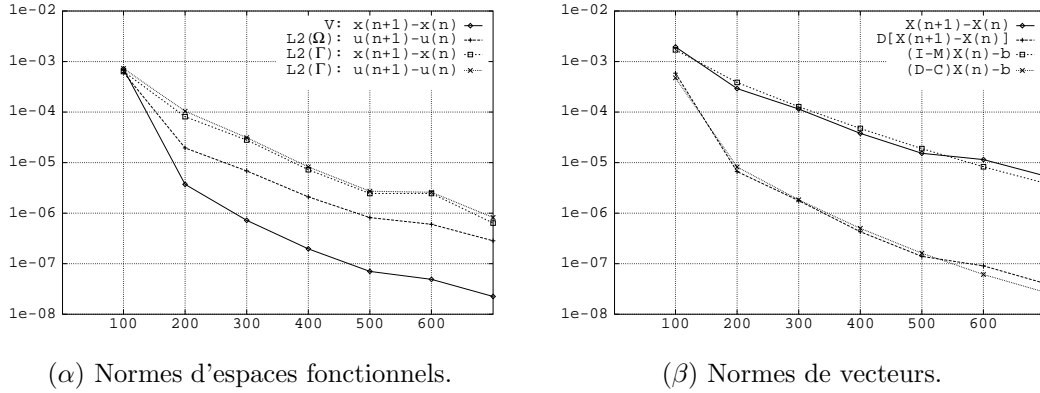 1e-02
1e-03
1e-04
1e-05
1e-06
1e-07
1e-08
100 200 300 400 500 600
V: x(n+1)-x(n)
L2(Ω): u(n+1)-u(n)
L2(Γ): x(n+1)-x(n)
L2(Γ): u(n+1)-u(n)
(α) Normes d'espaces fonctionnels.
1e-02
1e-03
1e-04
1e-05
1e-06
1e-07
1e-08
100 200 300 400 500 600
X(n+1)-X(n)
D[X(n+1)-X(n)]
(I-M)X(n)-b
(D-C)X(n)-b
(β) Normes de vecteurs.